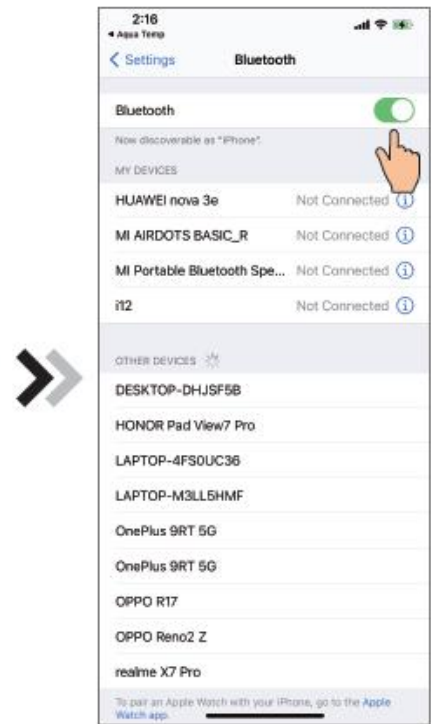 2:16
◀ Aqua Temp
Settings Bluetooth
Bluetooth
Now discoverable as "iPhone".
MY DEVICES
HUAWEI nova 3e Not Connected
MI AIRDOTS BASIC_R Not Connected
MI Portable Bluetooth Spe... Not Connected
i12 Not Connected
OTHER DEVICES
DESKTOP-DHJSF5B
HONOR Pad View7 Pro
LAPTOP-4FS0UC36
LAPTOP-M3LL5HMF
OnePlus 9RT 5G
OnePlus 9RT 5G
OPPO R17
OPPO Reno2 Z
realme X7 Pro
To pair an Apple Watch with your iPhone, go to the Apple
Watch app.